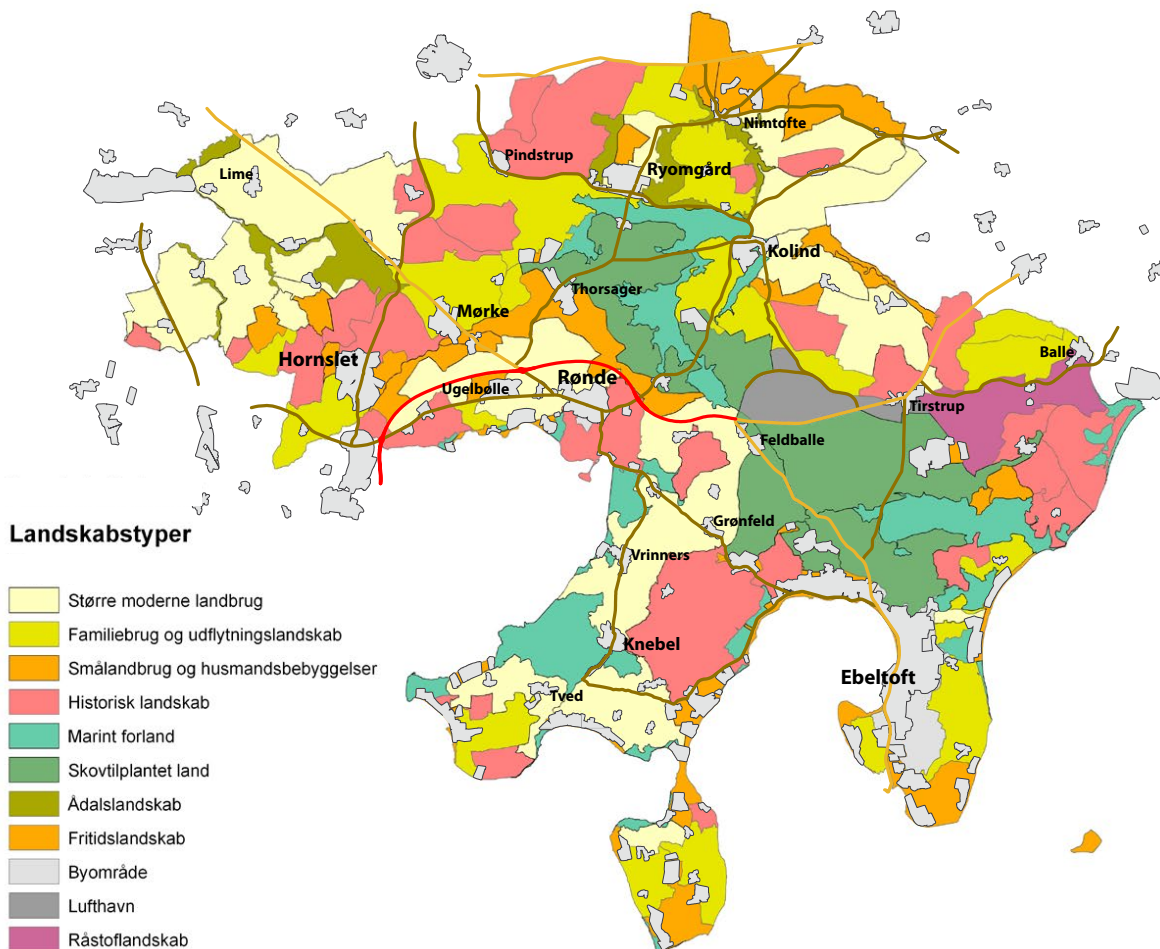 Nimtofte
Pindstrup
Ryomgård
Lime
Kolind
Thorsager
Mørke
Hornslet
Balle
Rønde
Ugelbølle
Tirstrup
Feldballe
Grønfeld
Vrinners
Knebel
Ebeltoft
Tved
Landskabstyper
Større moderne landbrug
Familiebrug og udflytningslandskab
Smålandbrug og husmandsbebyggelser
Historisk landskab
Marint forland
Skovtilplantet land
Ådalslandskab
Fritidslandskab
Byområde
Lufthavn
Råstoflandskab